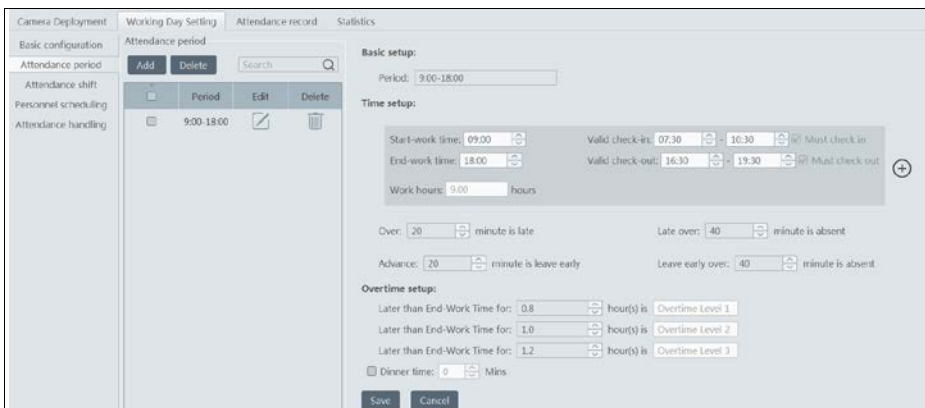 Camera Deployment Working Day Setting Attendance record Statistics
Basic configuration
Attendance period
Attendance shift
Personnel scheduling
Attendance handling
Attendance period
Add Delete Search
Period Edit Delete
9:00-18:00
Basic setup:
Period: 9:00-18:00
Time setup:
Start-work time: 09:00 Valid check-in: 07:30 - 10:30 Must check in
End-work time: 18:00 Valid check-out: 16:30 - 19:30 Must check out
Work hours: 9.00 hours
Over: 20 minute is late Late over: 40 minute is absent
Advance: 20 minute is leave early Leave early over: 40 minute is absent
Overtime setup:
Later than End-Work Time for: 0.8 hour(s) is Overtime Level 1
Later than End-Work Time for: 1.0 hour(s) is Overtime Level 2
Later than End-Work Time for: 1.2 hour(s) is Overtime Level 3
Dinner time: 0 Mins
Save Cancel